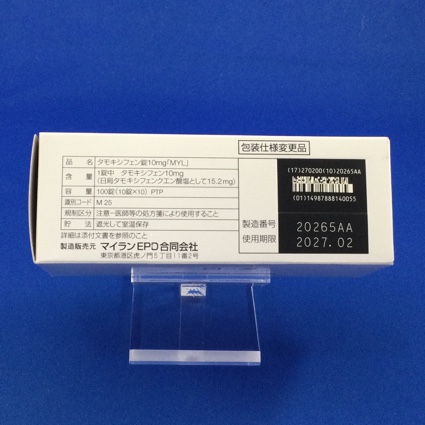 包装仕様変更品
品 名 タモキシフェン錠10mg「MYL」
含 量 1錠中 タモキシフェン10mg
(日局タモキシフェンクエン酸塩として15.2mg)
容 量 100錠(10錠×10) PTP
識別コード M 25
規制区分 注意-医師等の処方箋により使用すること
貯 法 遮光して室温保存
詳細は添付文書を参照のこと
製造販売元 マイランEPD合同会社
東京都港区虎ノ門5丁目11番2号
(17)270200(10)20265AA
(01)14987888140055
製造番号 20265AA
使用期限 2027.02